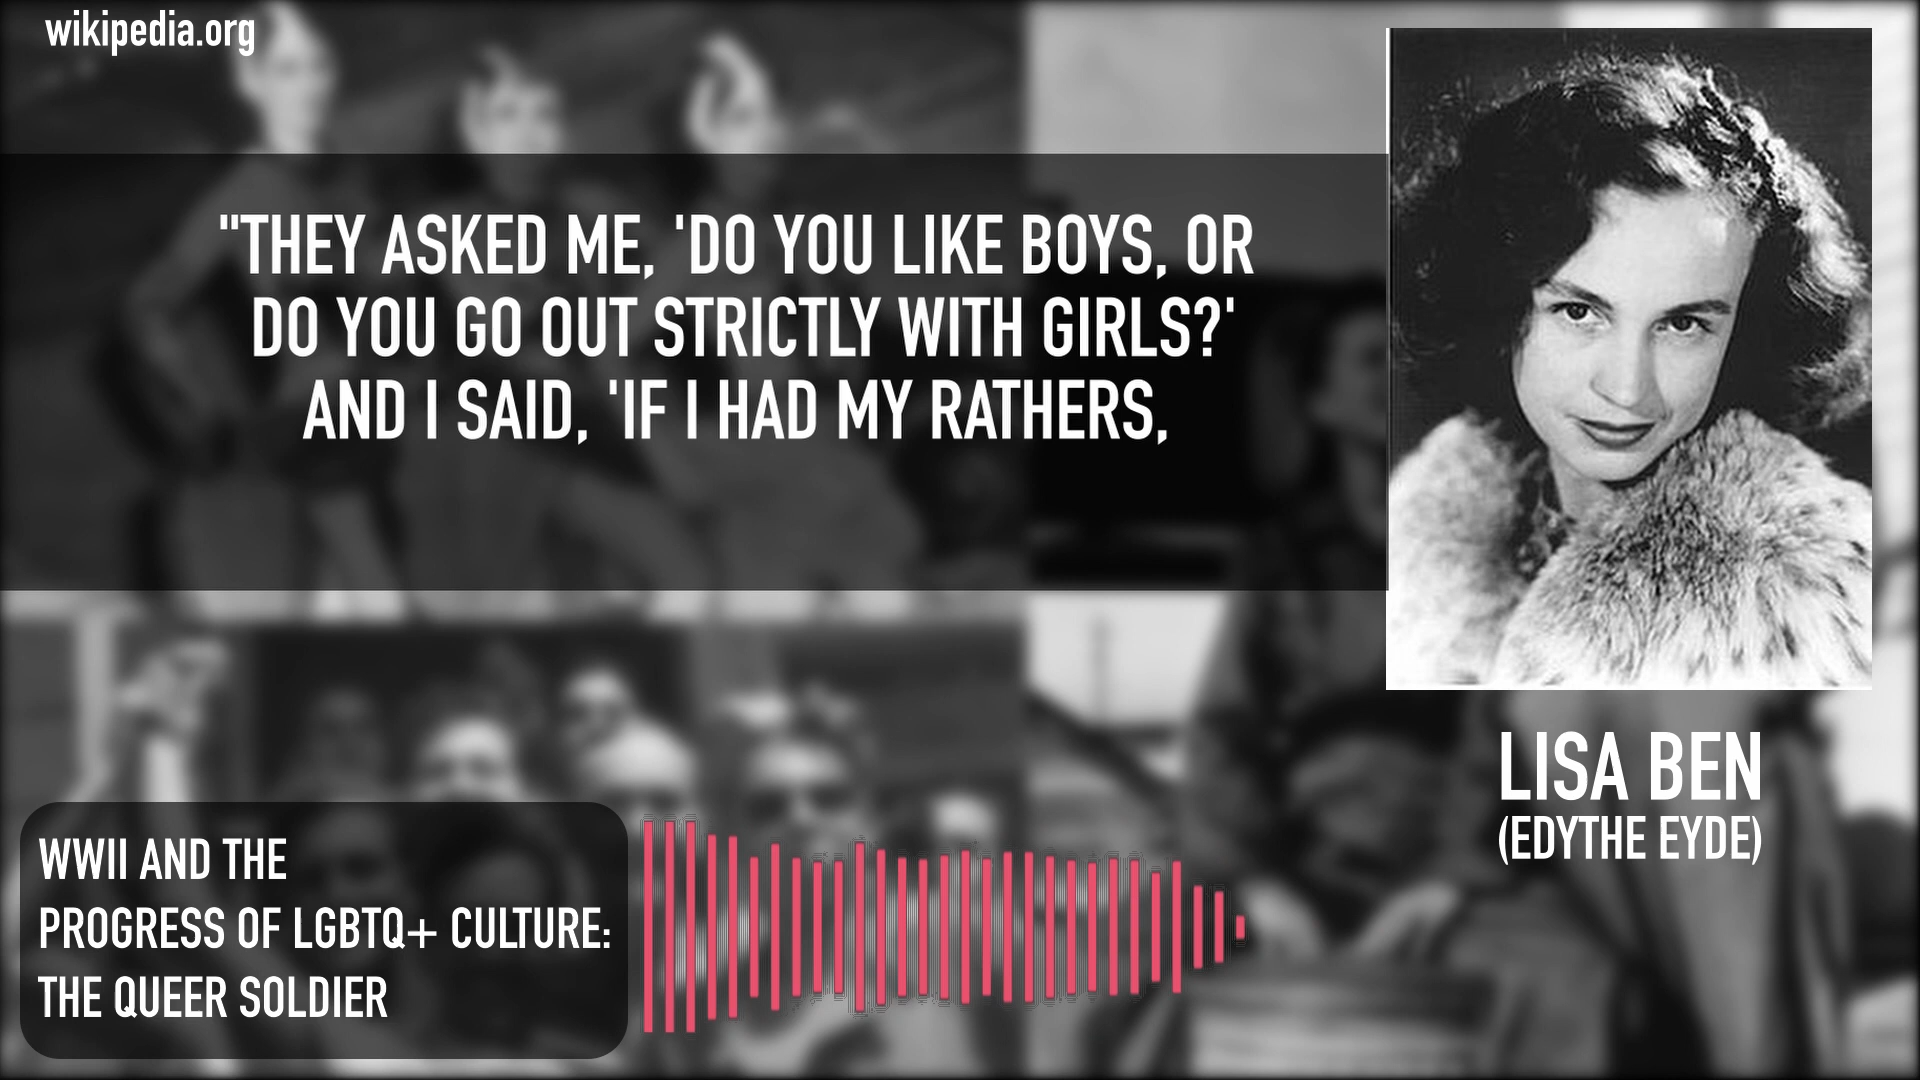 wikipedia.org
"THEY ASKED ME, 'DO YOU LIKE BOYS, OR
DO YOU GO OUT STRICTLY WITH GIRLS?'
AND I SAID, 'IF I HAD MY RATHERS,
LISA BEN
(EDYTHE EYDE)
WWII AND THE
PROGRESS OF LGBTQ+ CULTURE:
THE QUEER SOLDIER